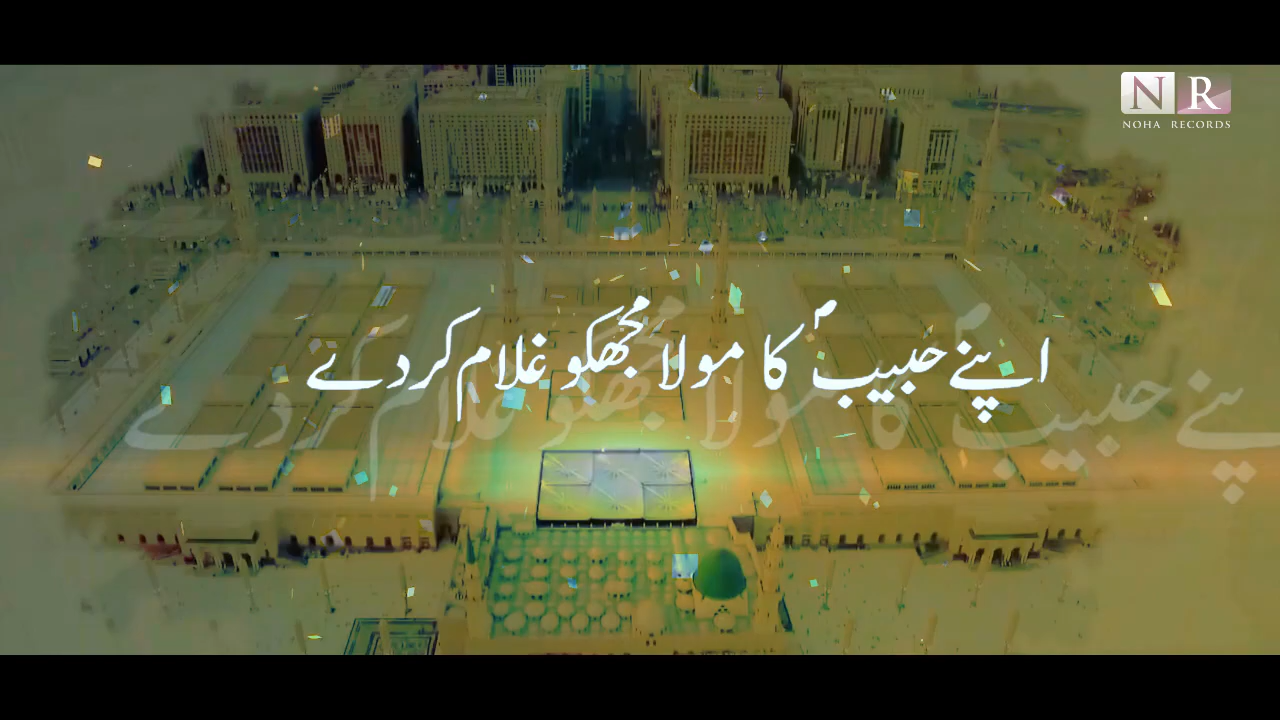 N R
NOHA RECORDS
اپنے حبیبؐ کا مولا مجھکو غلام کردے